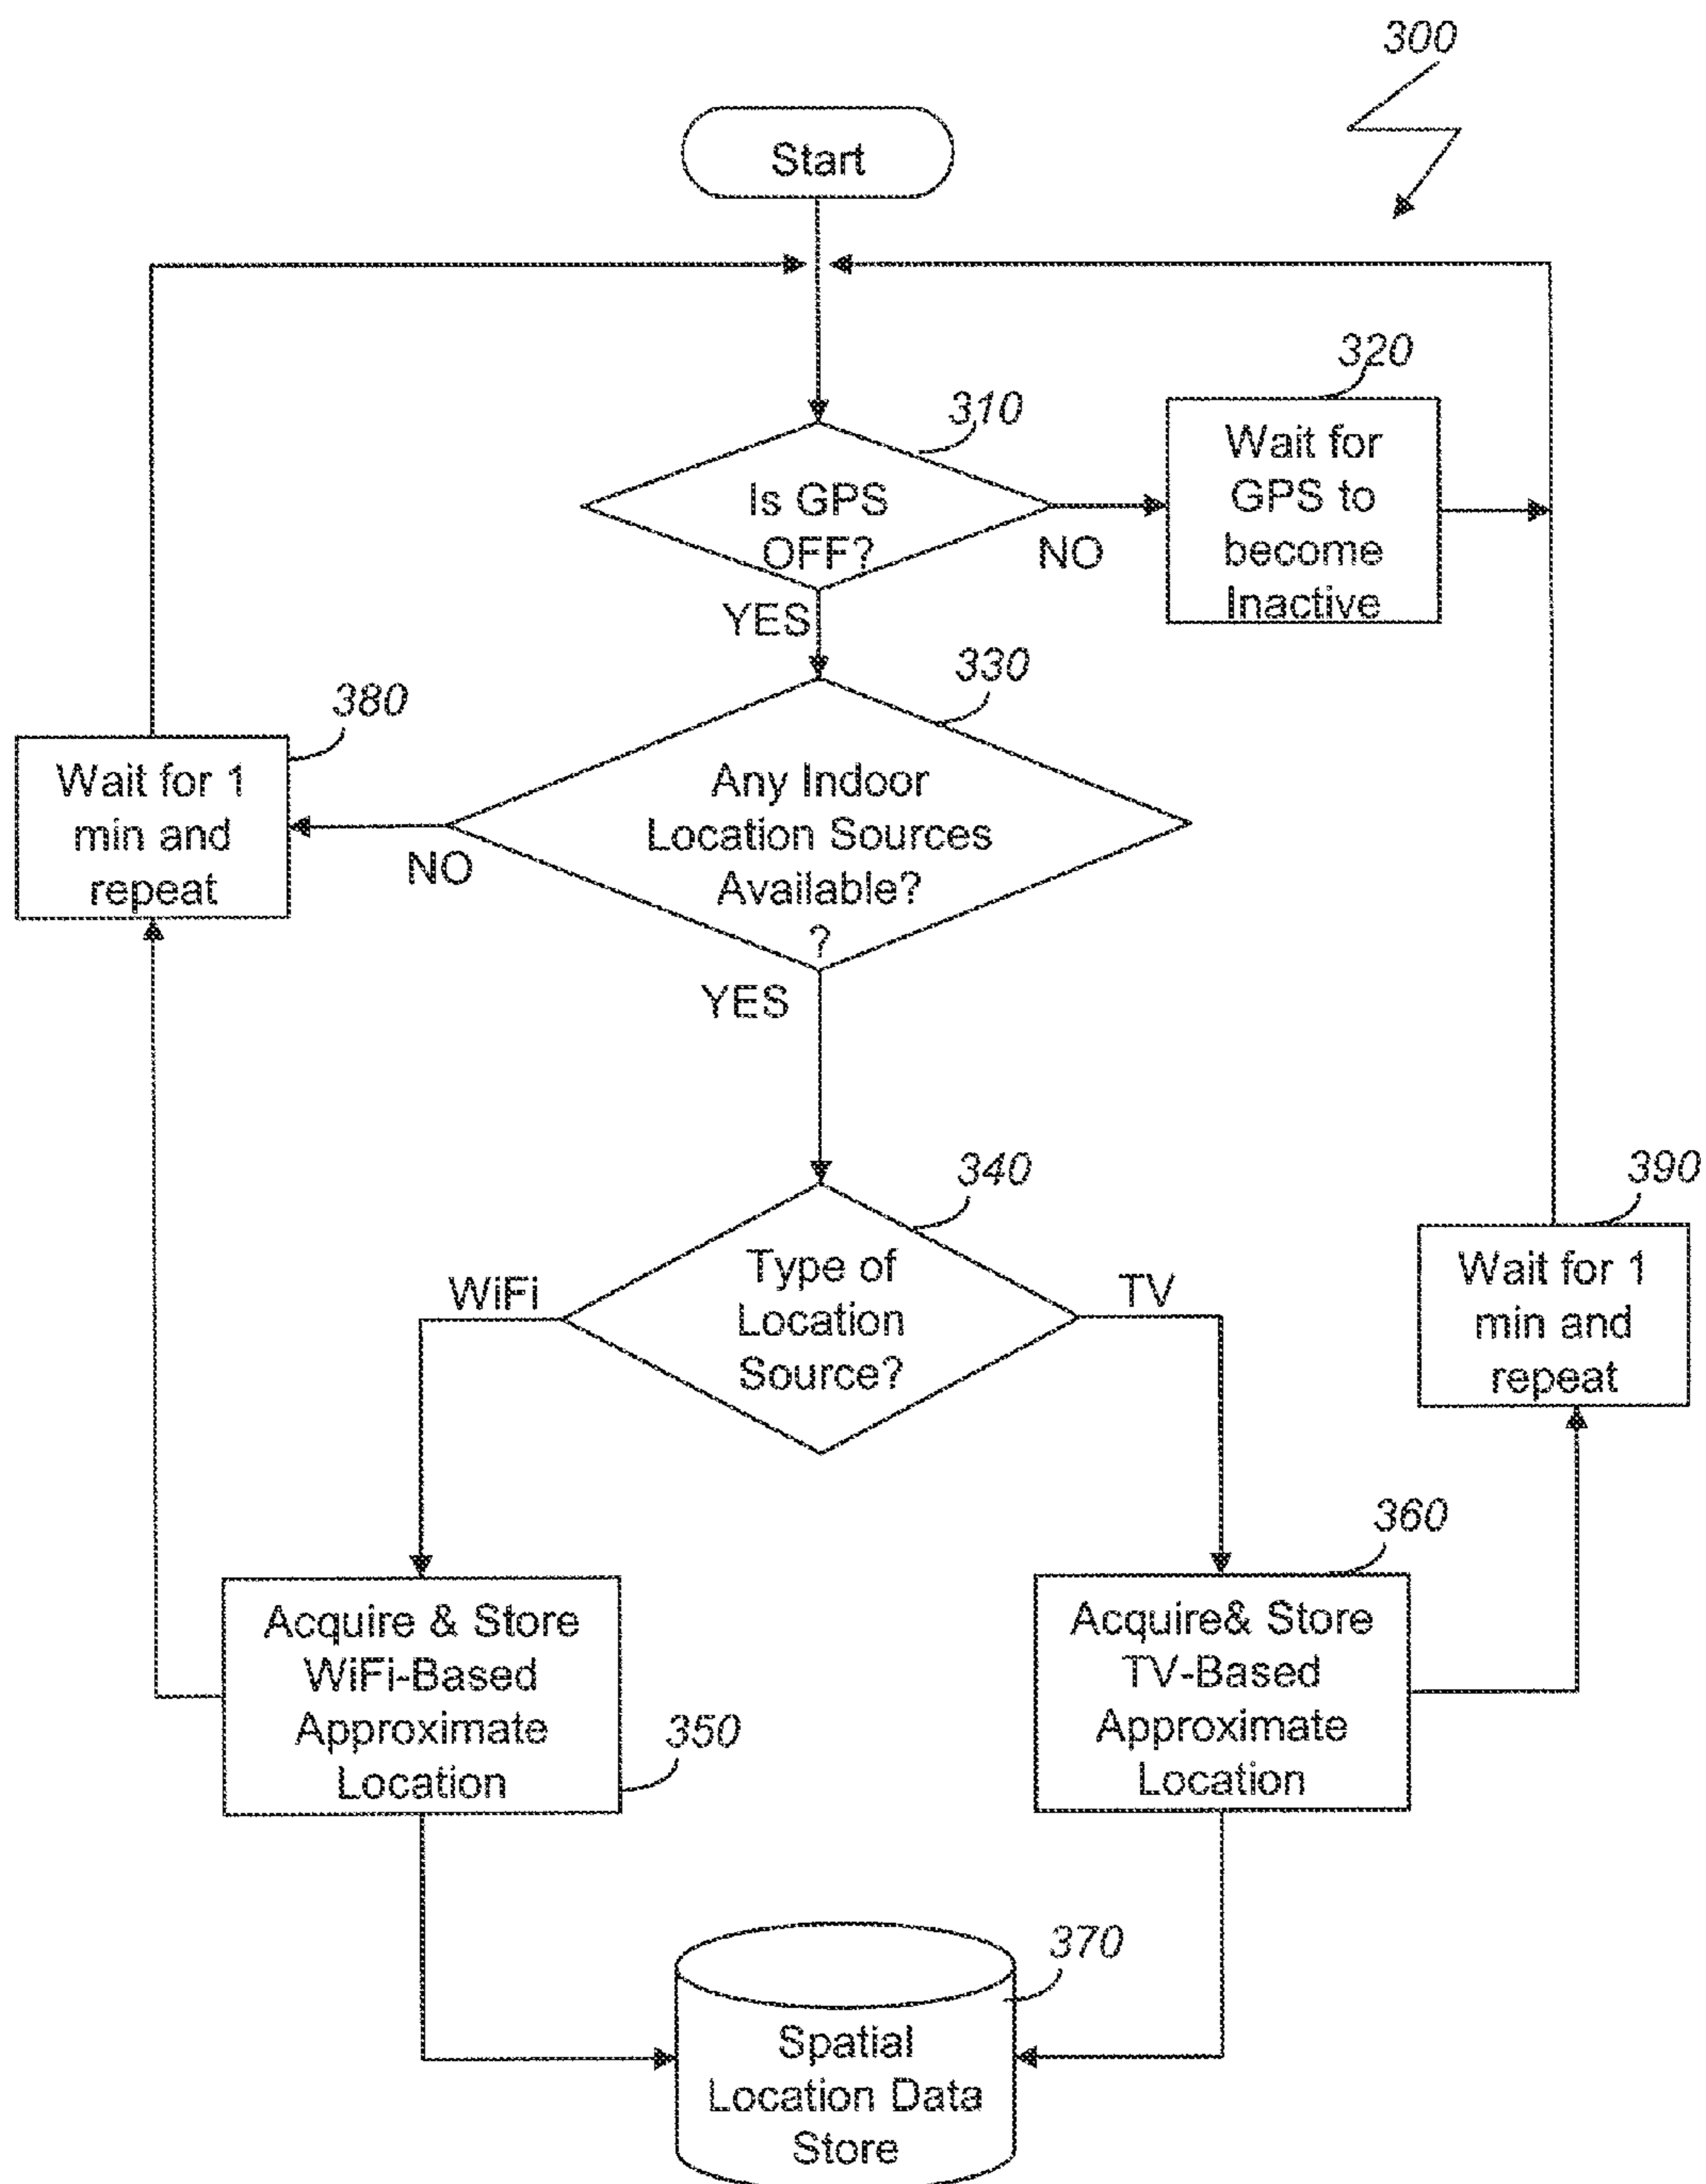 300
Start
310
Is GPS
OFF?
NO
YES
320
Wait for
GPS to
become
Inactive
330
Any Indoor
Location Sources
Available?
?
NO
YES
380
Wait for 1
min and
repeat
340
Type of
Location
Source?
WiFi
TV
390
Wait for 1
min and
repeat
Acquire & Store
WiFi-Based
Approximate
Location
350
360
Acquire& Store
TV-Based
Approximate
Location
370
Spatial
Location Data
Store